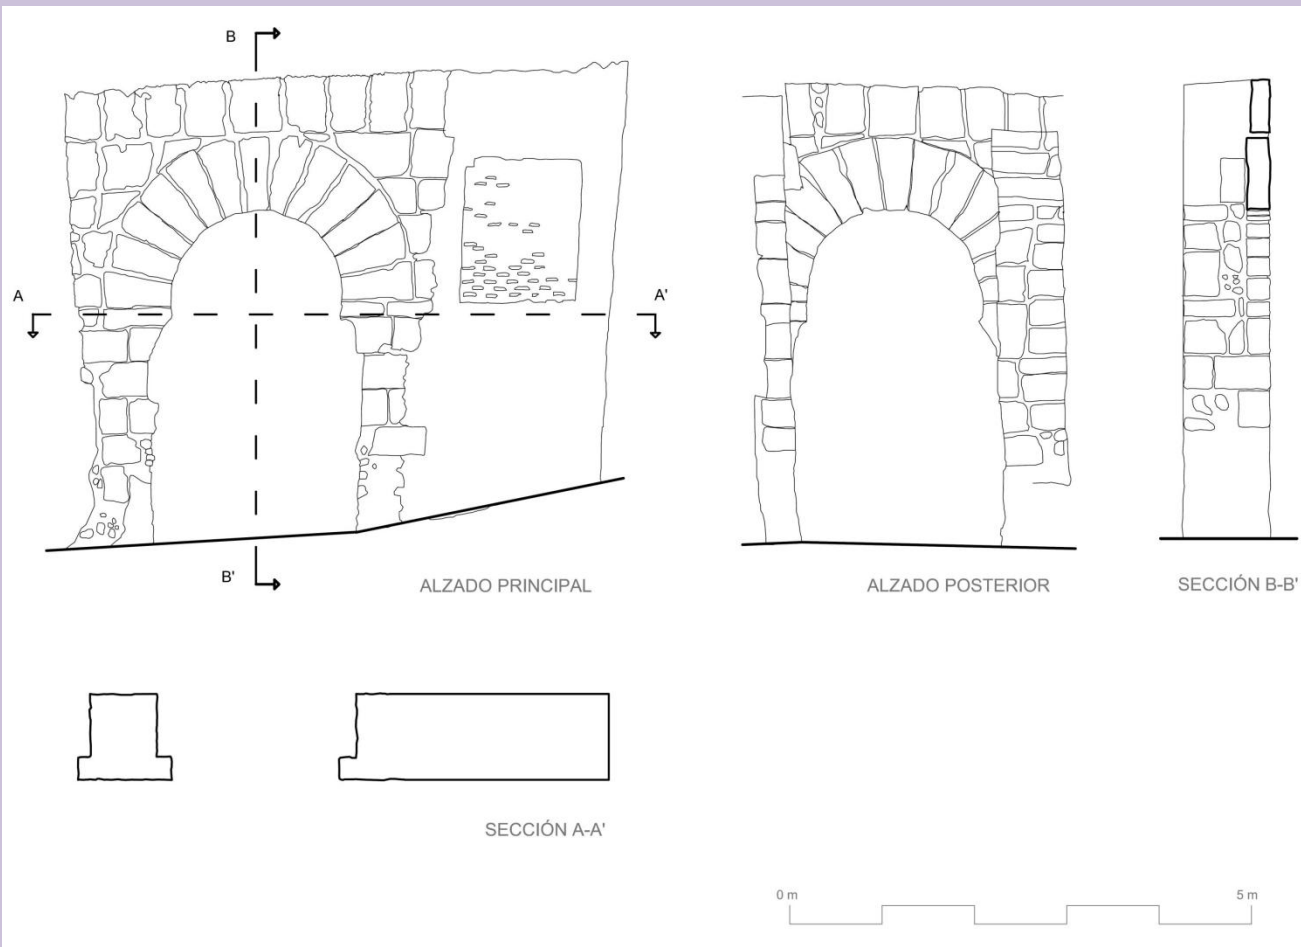 B
A
A'
B'
ALZADO PRINCIPAL
ALZADO POSTERIOR
SECCIÓN B-B'
SECCIÓN A-A'
0 m
5 m